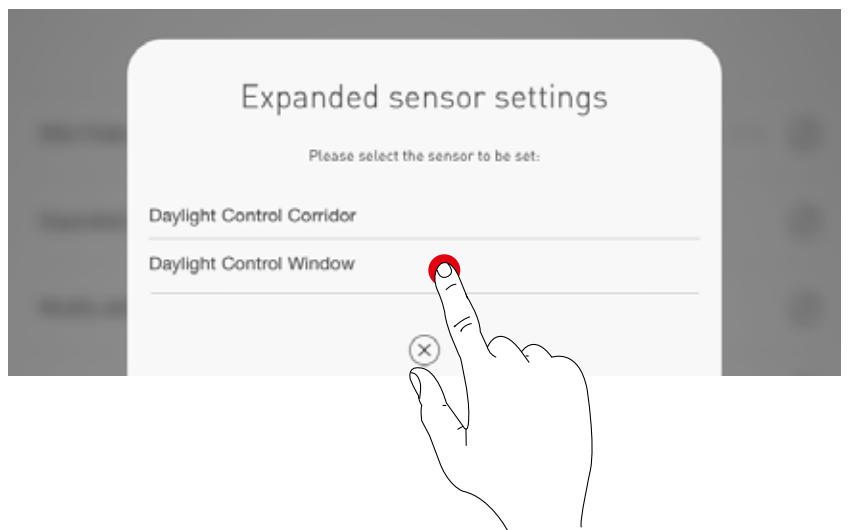 Expanded sensor settings
Please select the sensor to be set:
Daylight Control Corridor
Daylight Control Window